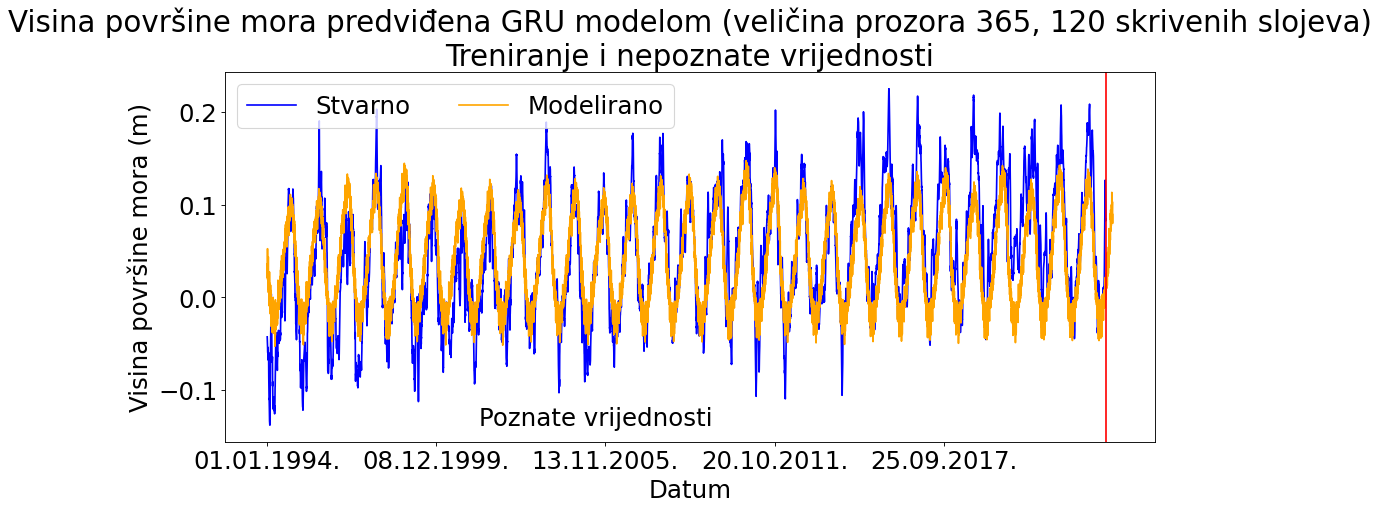 Visina površine mora predviđena GRU modelom (veličina prozora 365, 120 skrivenih slojeva)
Treniranje i nepoznate vrijednosti
Stvarno
Modelirano
Visina površine mora (m)
0.2
0.1
0.0
−0.1
Poznate vrijednosti
01.01.1994.
08.12.1999.
13.11.2005.
20.10.2011.
25.09.2017.
Datum